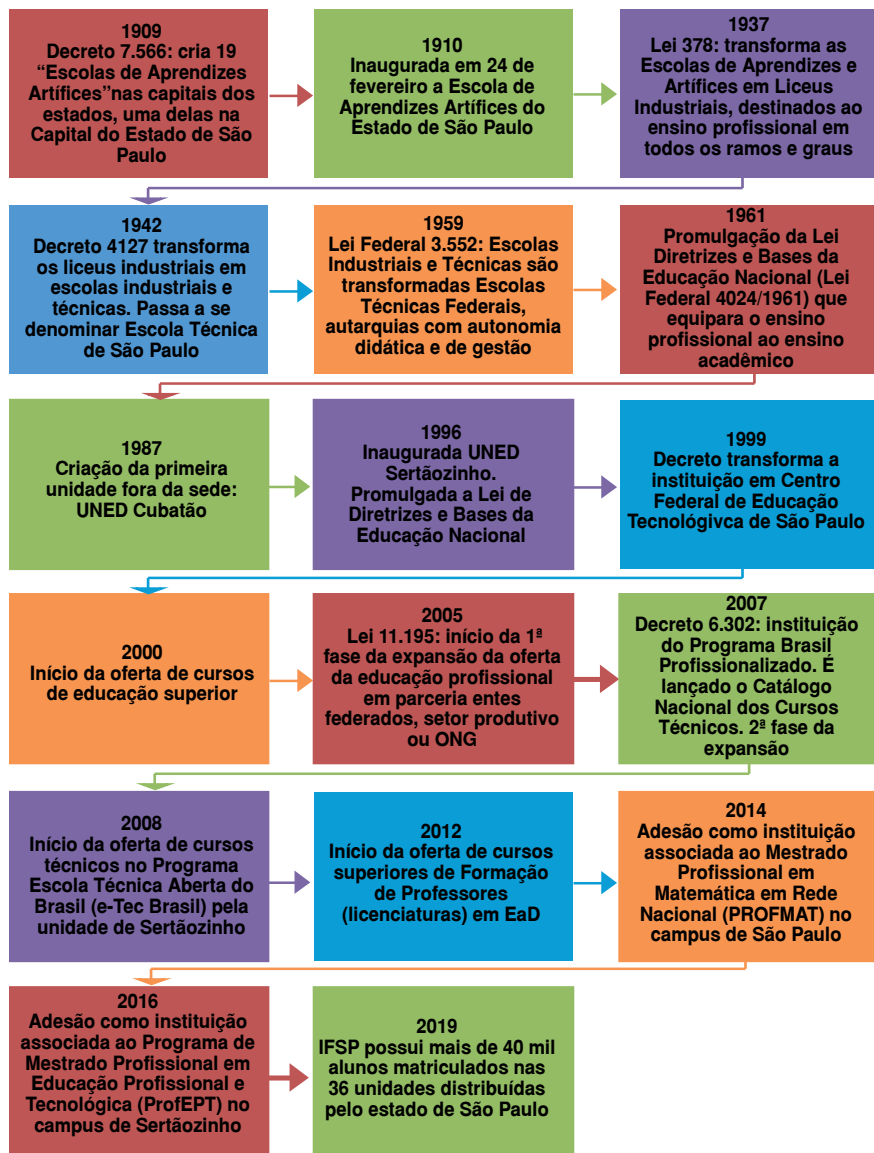 1909
Decreto 7.566: cria 19
“Escolas de Aprendizes
Artífices”nas capitais dos
estados, uma delas na
Capital do Estado de São
Paulo
1910
Inaugurada em 24 de
fevereiro a Escola de
Aprendizes Artífices do
Estado de São Paulo
1937
Lei 378: transforma as
Escolas de Aprendizes e
Artífices em Liceus
Industriais, destinados ao
ensino profissional em
todos os ramos e graus
1942
Decreto 4127 transforma
os liceus industriais em
escolas industriais e
técnicas. Passa a se
denominar Escola Técnica
de São Paulo
1959
Lei Federal 3.552: Escolas
Industriais e Técnicas são
transformadas Escolas
Técnicas Federais,
autarquias com autonomia
didática e de gestão
1961
Promulgação da Lei
Diretrizes e Bases da
Educação Nacional (Lei
Federal 4024/1961) que
equipara o ensino
profissional ao ensino
acadêmico
1987
Criação da primeira
unidade fora da sede:
UNED Cubatão
1996
Inaugurada UNED
Sertãozinho.
Promulgada a Lei de
Diretrizes e Bases da
Educação Nacional
1999
Decreto transforma a
instituição em Centro
Federal de Educação
Tecnológivca de São Paulo
2000
Início da oferta de cursos
de educação superior
2005
Lei 11.195: início da 1ª
fase da expansão da oferta
da educação profissional
em parceria entes
federados, setor produtivo
ou ONG
2007
Decreto 6.302: instituição
do Programa Brasil
Profissionalizado. É
lançado o Catálogo
Nacional dos Cursos
Técnicos. 2ª fase da
expansão
2008
Início da oferta de cursos
técnicos no Programa
Escola Técnica Aberta do
Brasil (e-Tec Brasil) pela
unidade de Sertãozinho
2012
Início da oferta de cursos
superiores de Formação
de Professores
(licenciaturas) em EaD
2014
Adesão como instituição
associada ao Mestrado
Profissional em
Matemática em Rede
Nacional (PROFMAT) no
campus de São Paulo
2016
Adesão como instituição
associada ao Programa de
Mestrado Profissional em
Educação Profissional e
Tecnológica (ProfEPT) no
campus de Sertãozinho
2019
IFSP possui mais de 40 mil
alunos matriculados nas
36 unidades distribuídas
pelo estado de São Paulo